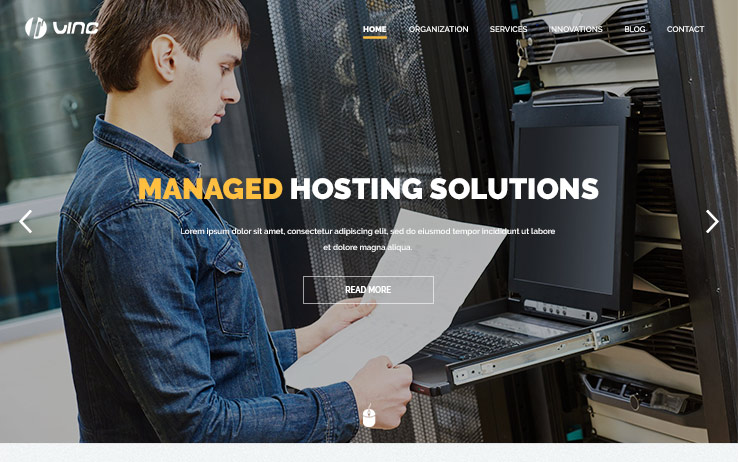 VINC
HOME ORGANIZATION SERVICES INNOVATIONS BLOG CONTACT
MANAGED HOSTING SOLUTIONS
Lorem ipsum dolor sit amet, consectetur adipiscing elit, sed do eiusmod tempor incididunt ut labore
et dolore magna aliqua.
READ MORE